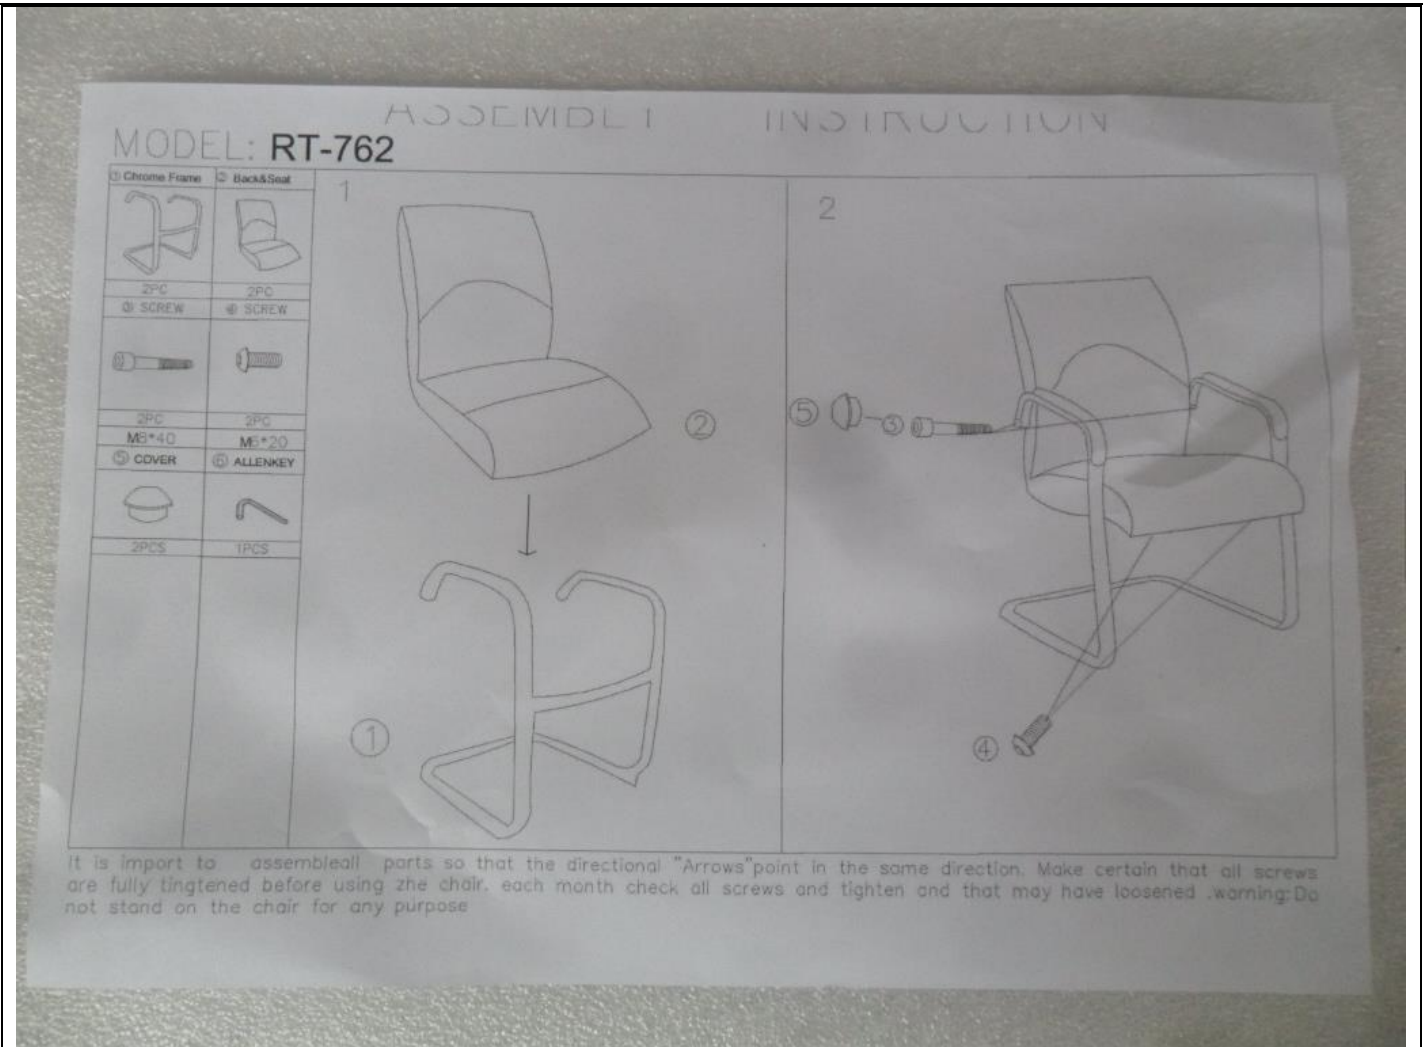 ASSEMBLY INSTRUCTION
MODEL: RT-762
① Chrome Frame ② Back&Seat
2PC 2PC
③ SCREW ④ SCREW
2PC 2PC
M8*40 M6*20
⑤ COVER ⑥ ALLENKEY
2PCS 1PCS
1
②
①
2
⑤ ③
④
It is import to assembleall parts so that the directional "Arrows"point in the same direction. Make certain that all screws
are fully tingtened before using zhe chair. each month check all screws and tighten and that may have loosened .warning:Do
not stand on the chair for any purpose